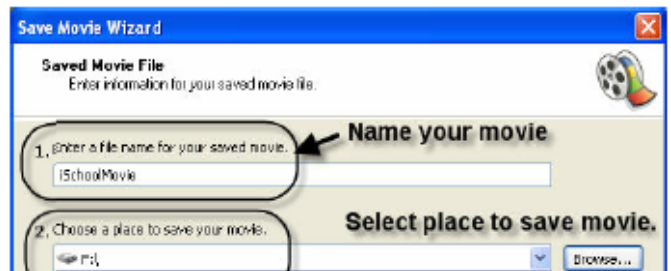 Save Movie Wizard
Saved Movie File
Enter information for your saved movie file.
Name your movie
1. Enter a file name for your saved movie.
iSchoolMovie
Select place to save movie.
2. Choose a place to save your movie.
Browse...